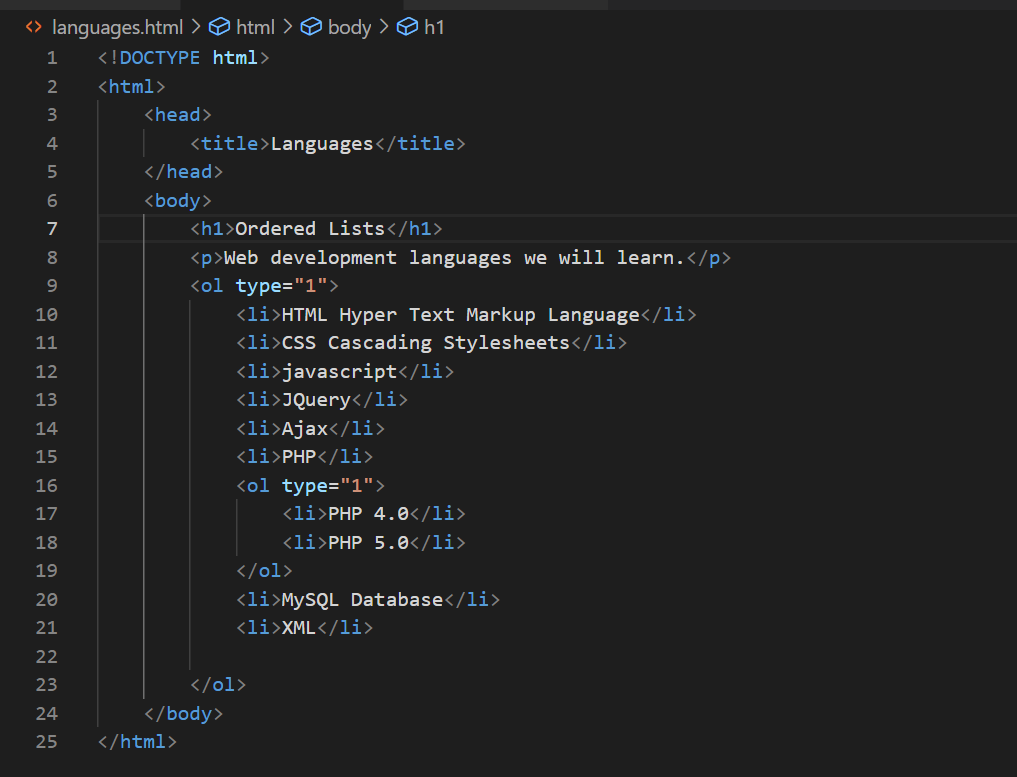 <> languages.html > html > body > h1
1 <!DOCTYPE html>
2 <html>
3     <head>
4         <title>Languages</title>
5     </head>
6     <body>
7         <h1>Ordered Lists</h1>
8         <p>Web development languages we will learn.</p>
9         <ol type="1">
10             <li>HTML Hyper Text Markup Language</li>
11             <li>CSS Cascading Stylesheets</li>
12             <li>javascript</li>
13             <li>JQuery</li>
14             <li>Ajax</li>
15             <li>PHP</li>
16             <ol type="1">
17                 <li>PHP 4.0</li>
18                 <li>PHP 5.0</li>
19             </ol>
20             <li>MySQL Database</li>
21             <li>XML</li>
22
23         </ol>
24     </body>
25 </html>